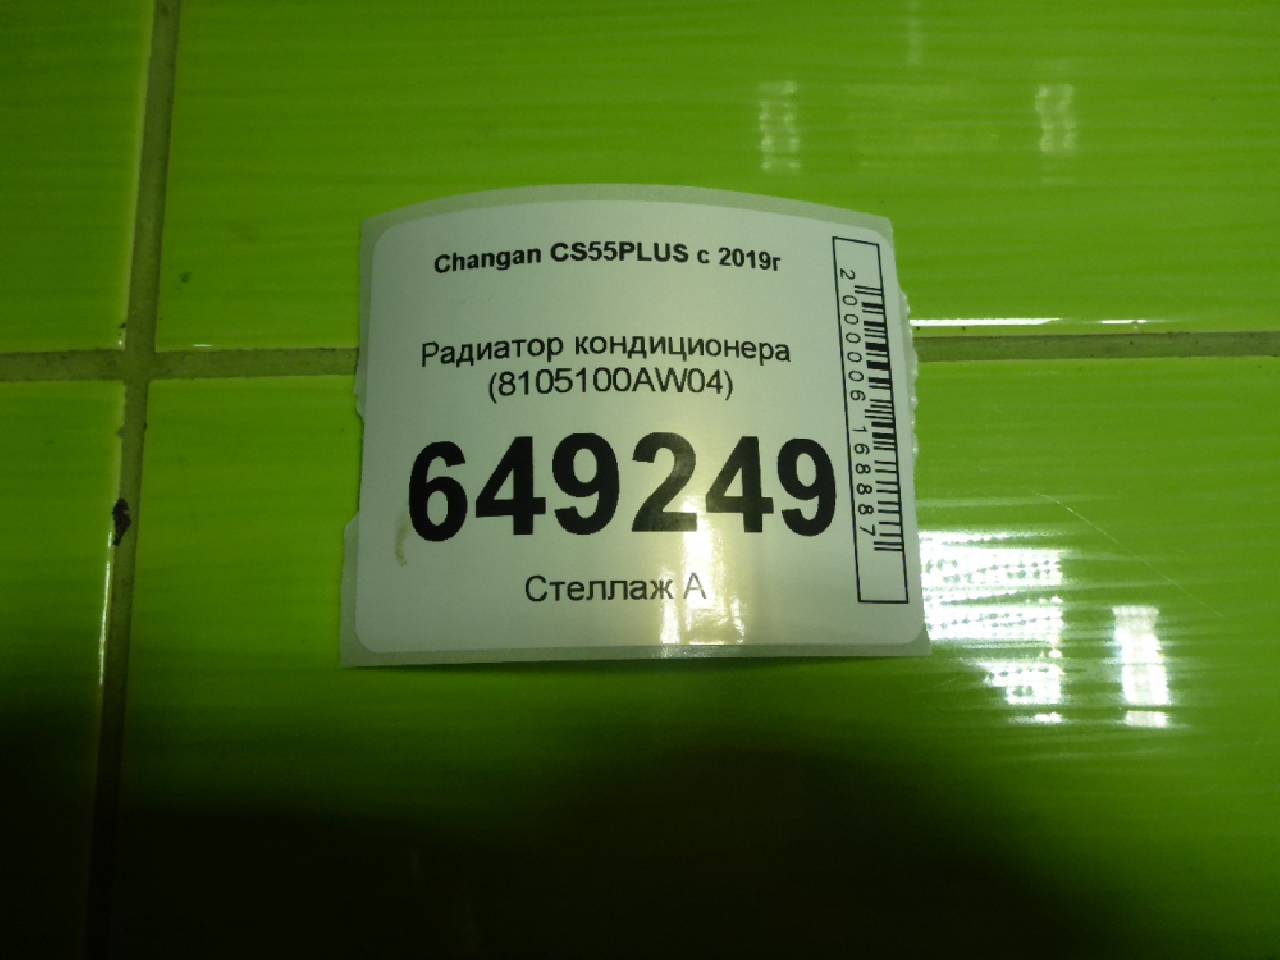 Changan CS55PLUS с 2019г
Радиатор кондиционера
(8105100AW04)
649249
Стеллаж А
2000006168887